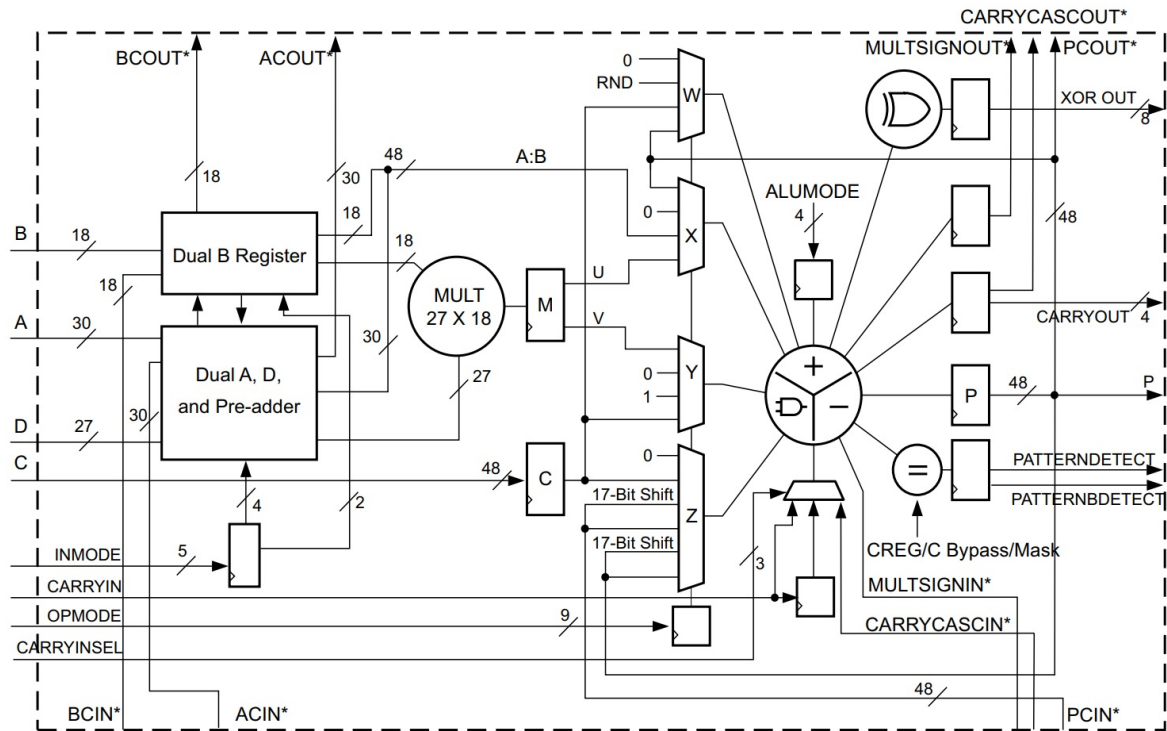 CARRYCASCOUT*
BCOUT*
ACOUT*
MULTSIGNOUT*
PCOUT*
0
RND
W
XOR OUT
8
18
30
48
A:B
ALUMODE
4
48
B
18
Dual B Register
18
18
0
X
18
U
MULT
27 X 18
M
V
A
30
30
CARRYOUT
4
Dual A, D,
and Pre-adder
27
0
Y
1
+
−
P
48
P
30
D
27
C
48
C
0
17-Bit Shift
Z
17-Bit Shift
=
PATTERNDETECT
PATTERNBDETECT
4
2
INMODE
5
3
CREG/C Bypass/Mask
CARRYIN
MULTSIGNIN*
OPMODE
9
CARRYCASCIN*
CARRYINSEL
48
BCIN*
ACIN*
PCIN*